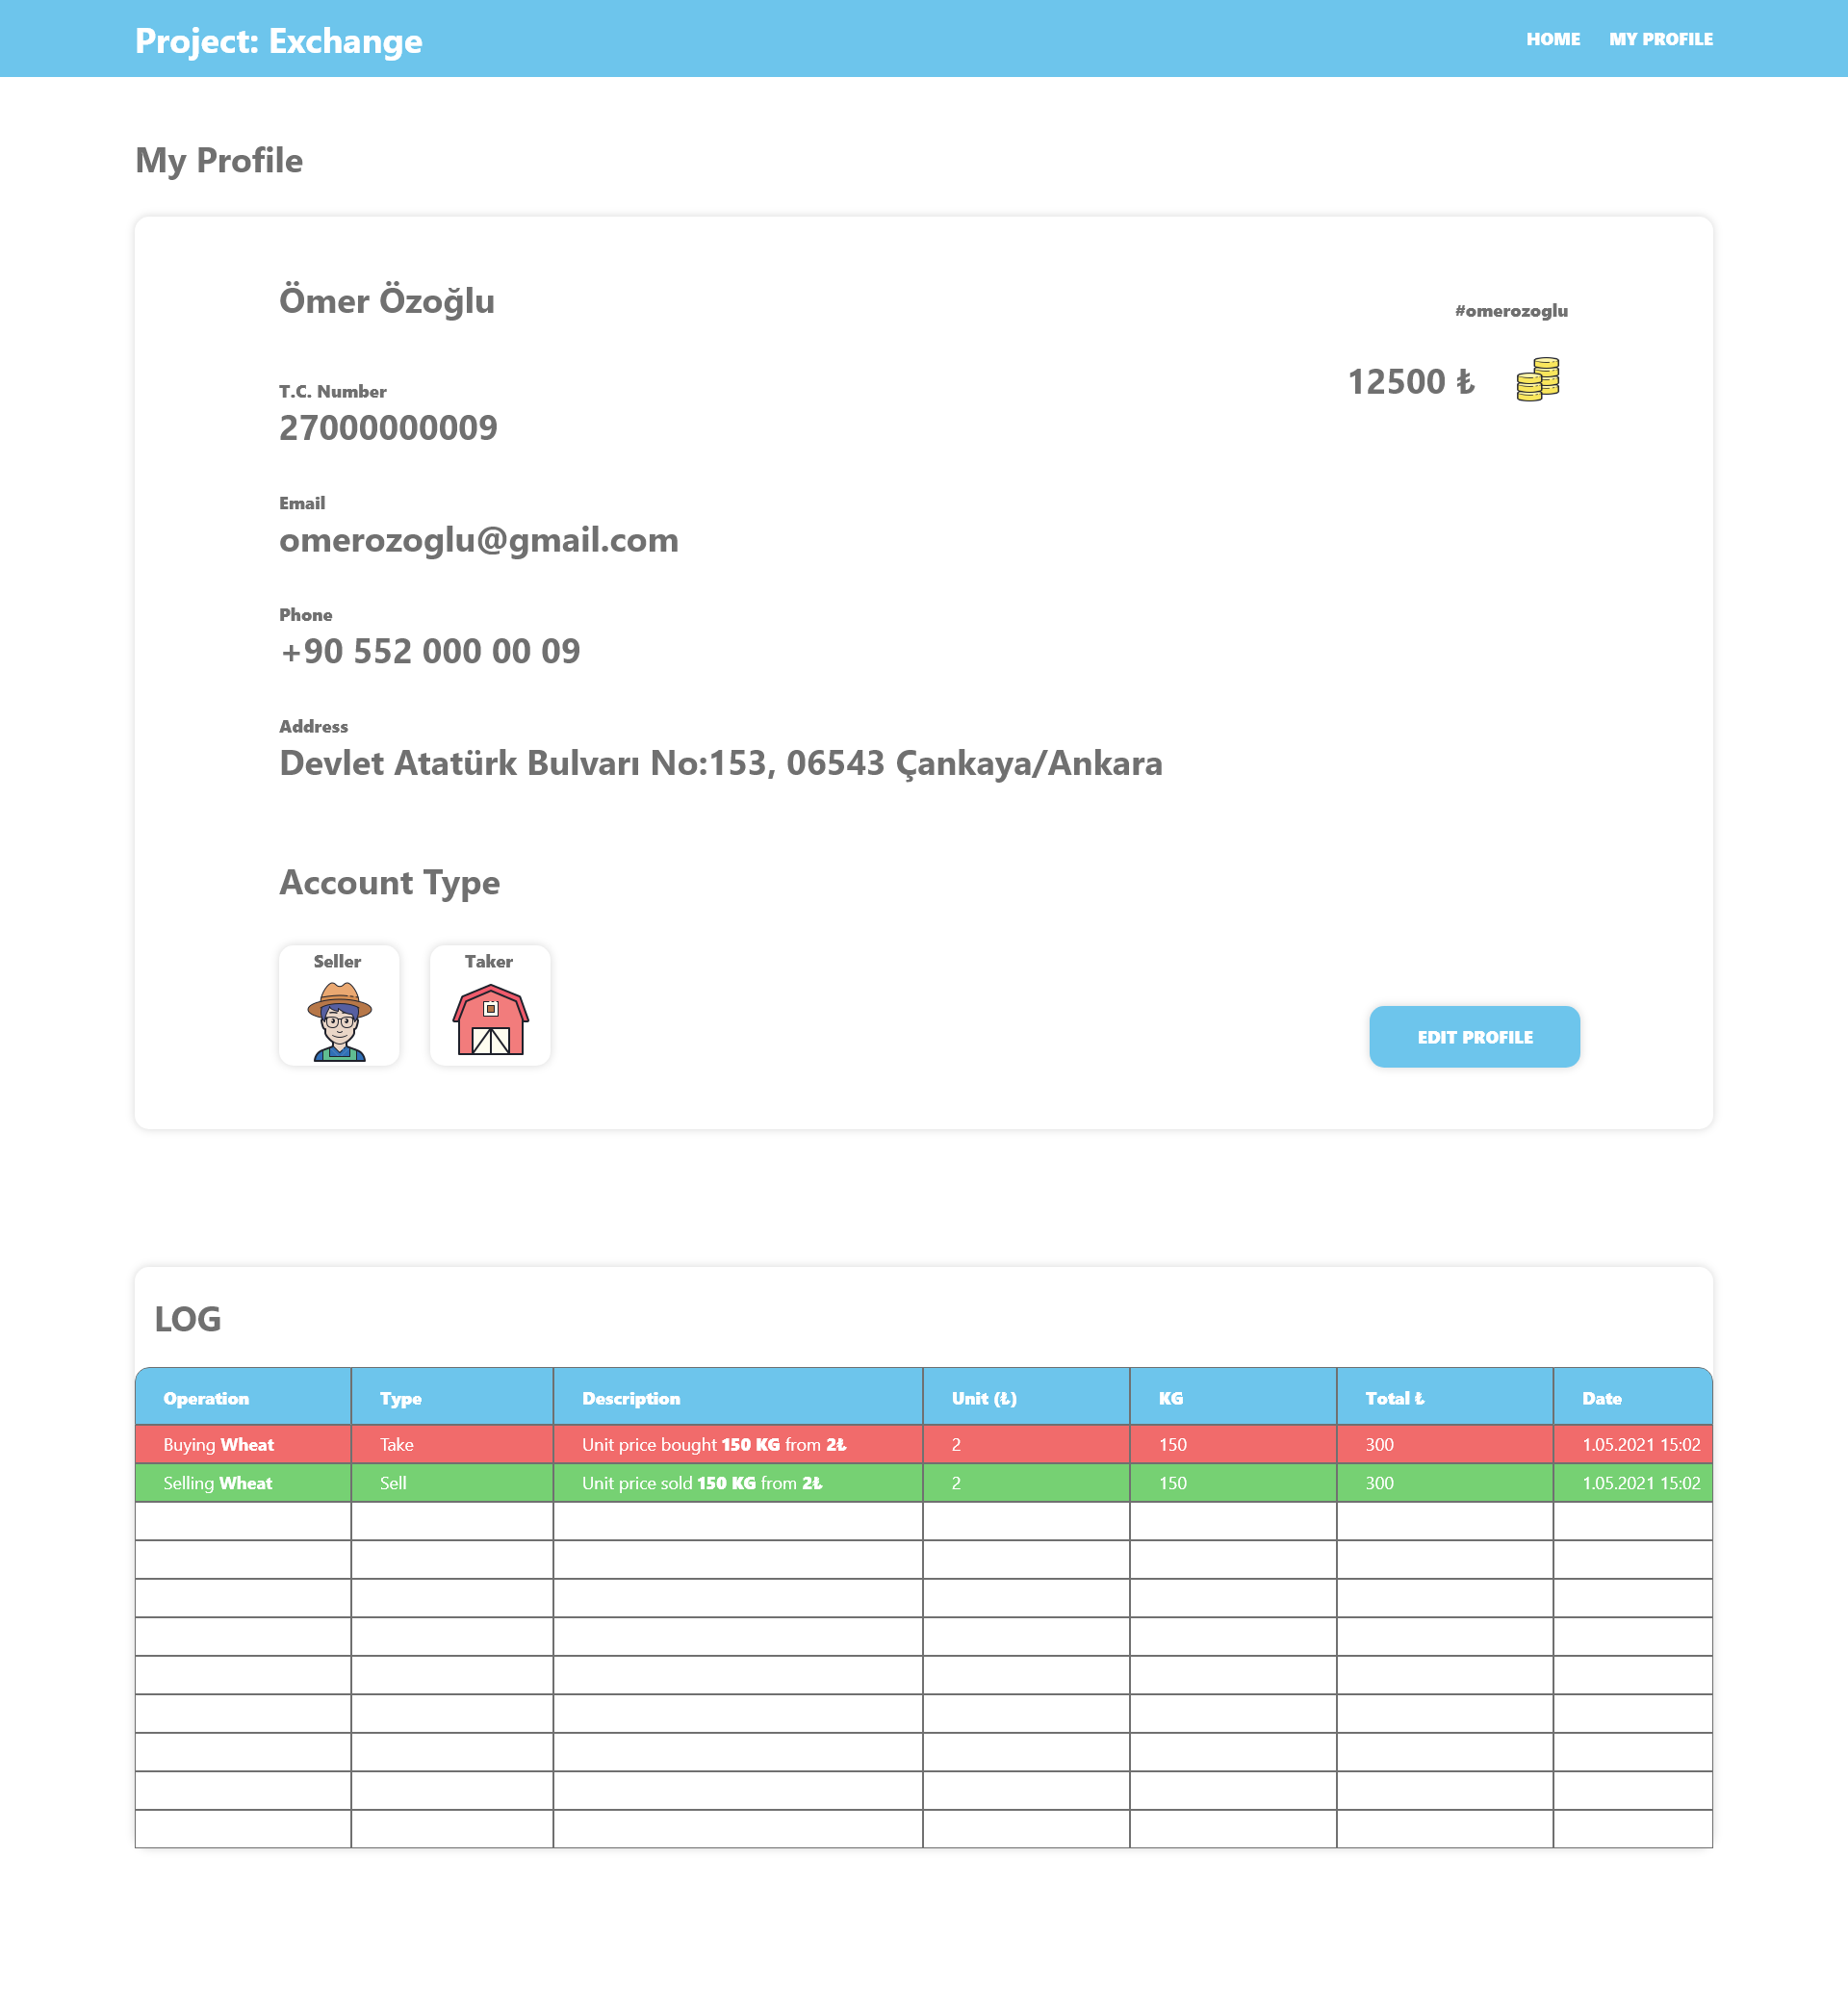 Project: Exchange HOME MY PROFILE
My Profile
Ömer Özoğlu
#omerozoglu
12500 ₺
T.C. Number
27000000009
Email
omerozoglu@gmail.com
Phone
+90 552 000 00 09
Address
Devlet Atatürk Bulvarı No:153, 06543 Çankaya/Ankara
Account Type
Seller Taker
EDIT PROFILE
LOG
Operation Type Description Unit (₺) KG Total ₺ Date
Buying Wheat Take Unit price bought 150 KG from 2₺ 2 150 300 1.05.2021 15:02
Selling Wheat Sell Unit price sold 150 KG from 2₺ 2 150 300 1.05.2021 15:02